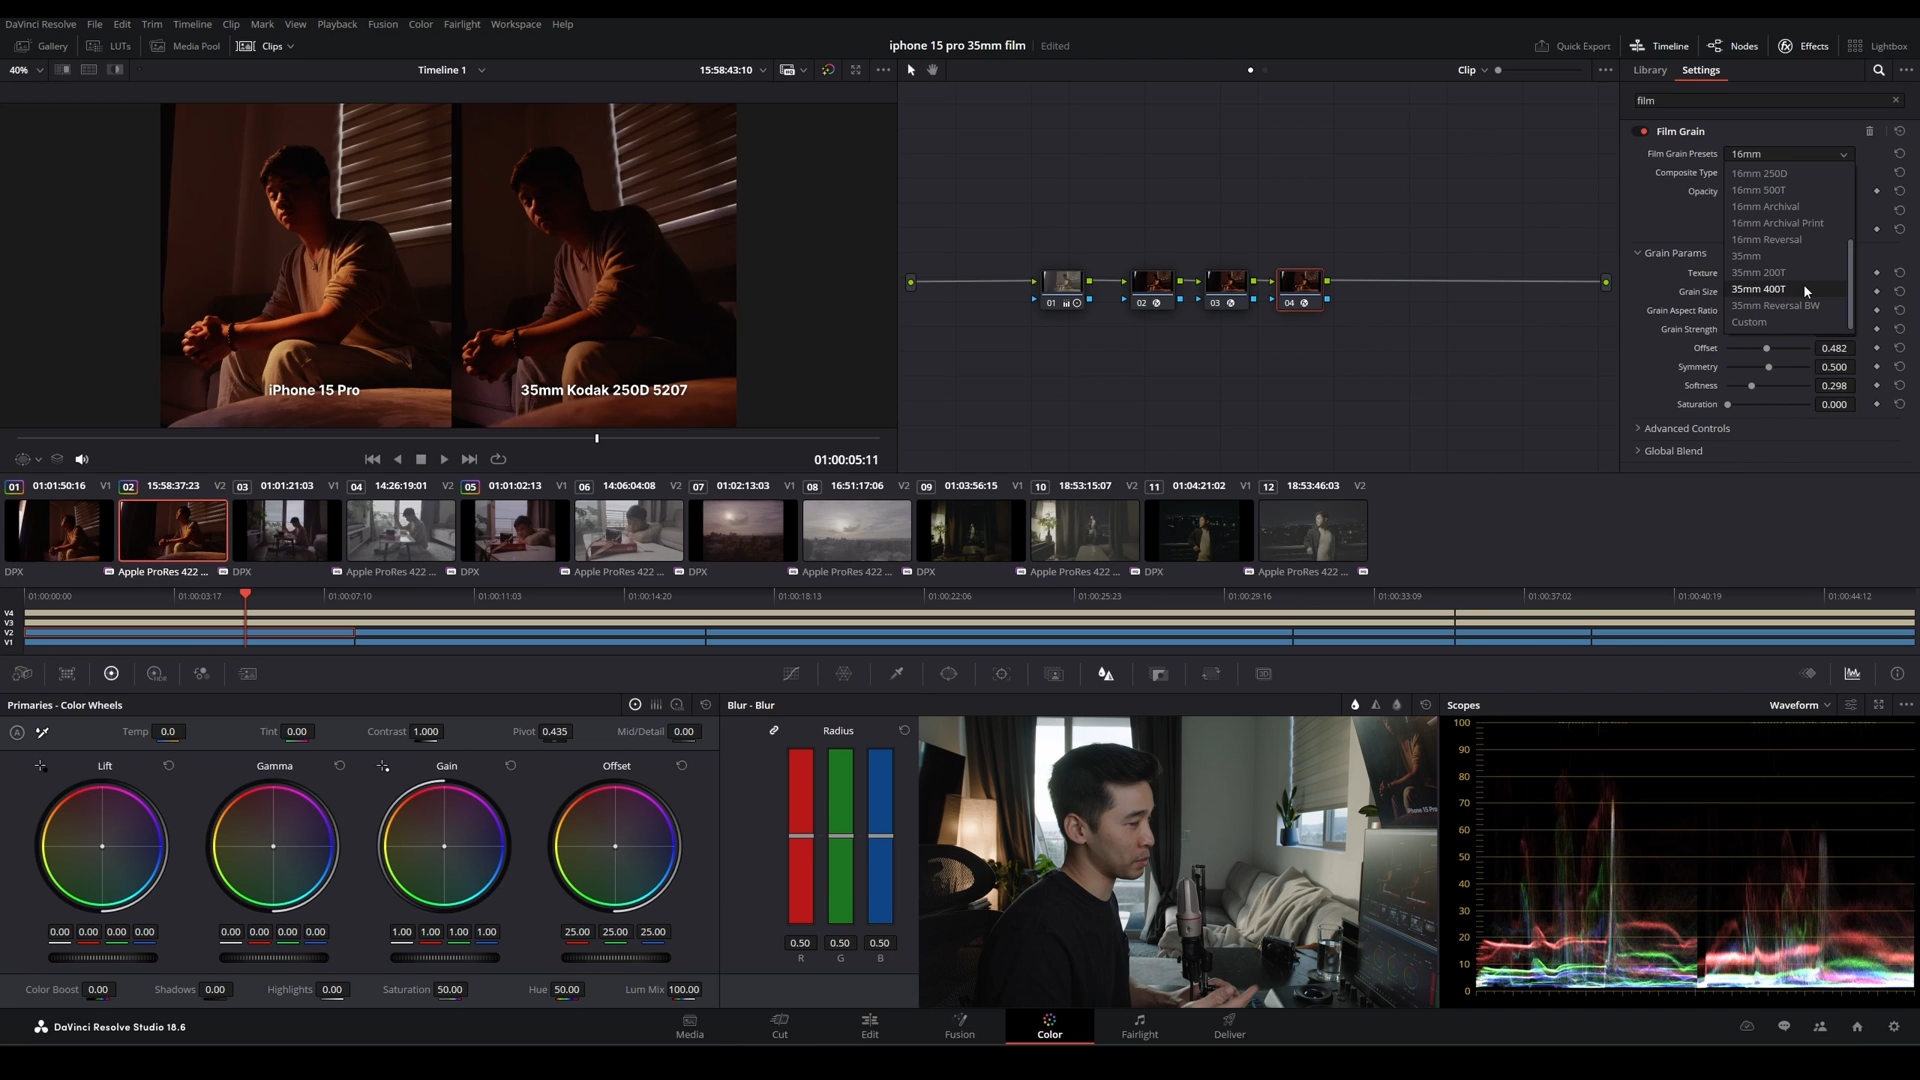 DaVinci Resolve File Edit Trim Timeline Clip Mark View Playback Fusion Color Fairlight Workspace Help
Gallery LUTs Media Pool Clips iphone 15 pro 35mm film Edited Quick Export Timeline Nodes Effects Lightbox
40% Timeline 1 15:58:43:10 Clip Library Settings
film
Film Grain
Film Grain Presets 16mm
Composite Type 16mm 250D
Opacity 16mm 500T
16mm Archival
16mm Archival Print
16mm Reversal
Grain Params 35mm
Texture 35mm 200T
Grain Size 35mm 400T
Grain Aspect Ratio 35mm Reversal BW
Grain Strength Custom
Offset 0.482
Symmetry 0.500
Softness 0.298
Saturation 0.000
Advanced Controls
Global Blend
01 02 03 04
iPhone 15 Pro 35mm Kodak 250D 5207
01:00:05:11
01 01:01:50:16 V1 02 15:58:37:23 V2 03 01:01:21:03 V1 04 14:26:19:01 V2 05 01:01:02:13 V1 06 14:06:04:08 V2 07 01:02:13:03 V1 08 16:51:17:06 V2 09 01:03:56:15 V1 10 18:53:15:07 V2 11 01:04:21:02 V1 12 18:53:46:03 V2
DPX Apple ProRes 422 ... DPX Apple ProRes 422 ... DPX Apple ProRes 422 ... DPX Apple ProRes 422 ... DPX Apple ProRes 422 ... DPX Apple ProRes 422 ...
01:00:00:00 01:00:03:17 01:00:07:10 01:00:11:03 01:00:14:20 01:00:18:13 01:00:22:06 01:00:25:23 01:00:29:16 01:00:33:09 01:00:37:02 01:00:40:19 01:00:44:12
V4
V3
V2
V1
Primaries - Color Wheels Blur - Blur Scopes Waveform
Temp 0.0 Tint 0.00 Contrast 1.000 Pivot 0.435 Mid/Detail 0.00
Lift Gamma Gain Offset
0.00 0.00 0.00 0.00 0.00 0.00 0.00 0.00 1.00 1.00 1.00 1.00 25.00 25.00 25.00
Color Boost 0.00 Shadows 0.00 Highlights 0.00 Saturation 50.00 Hue 50.00 Lum Mix 100.00
Radius
0.50 0.50 0.50
R G B
iPhone 15 Pro
100
90
80
70
60
50
40
30
20
10
0
DaVinci Resolve Studio 18.6 Media Cut Edit Fusion Color Fairlight Deliver